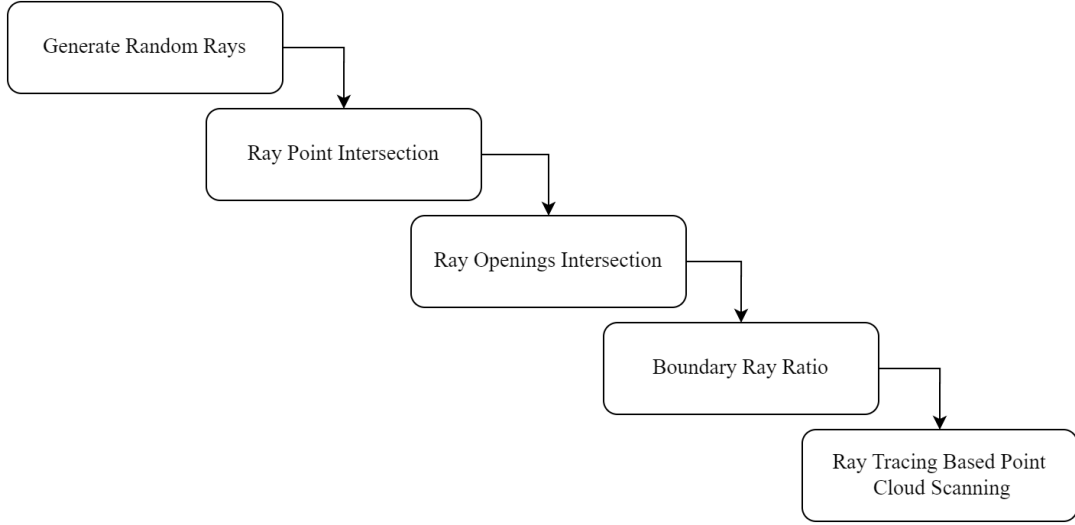 Generate Random Rays
Ray Point Intersection
Ray Openings Intersection
Boundary Ray Ratio
Ray Tracing Based Point
Cloud Scanning